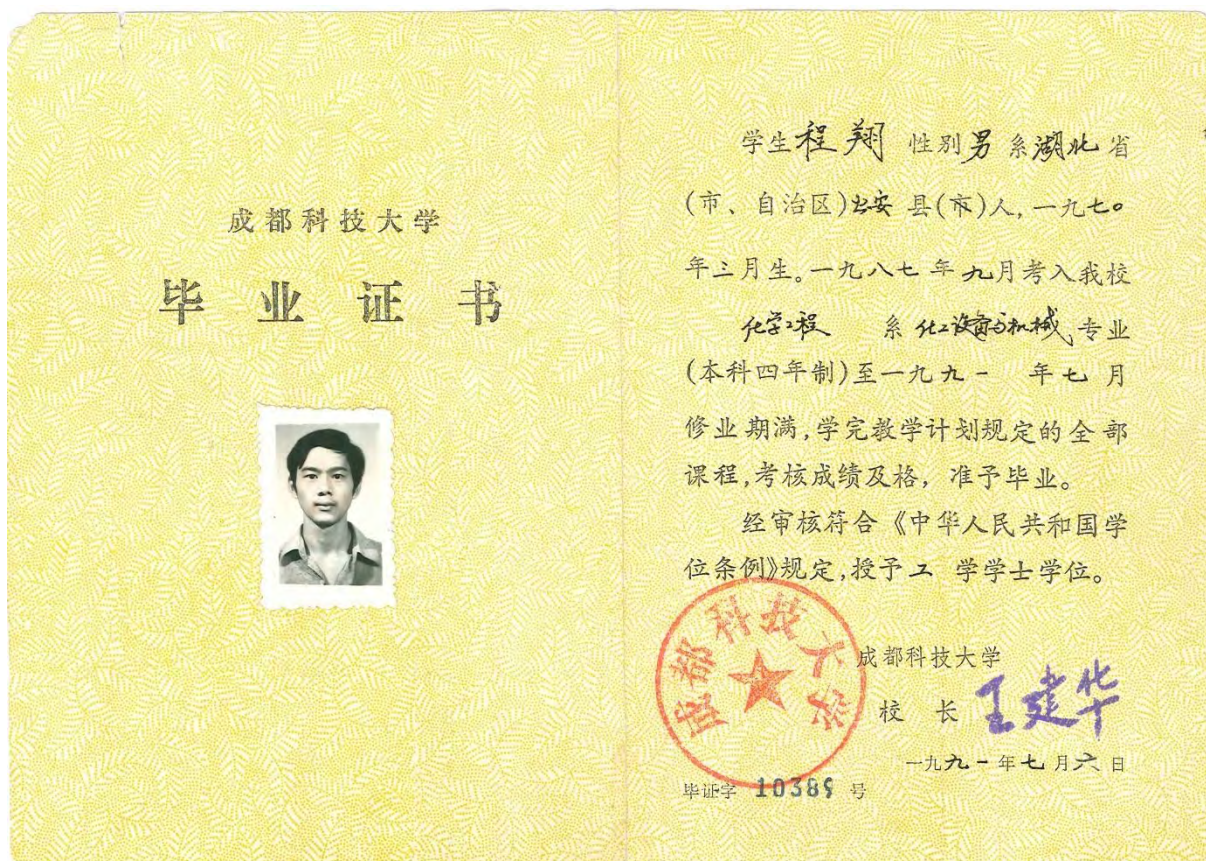 成都科技大学
毕业证书
学生程翔 性别男 系湖北省
(市、自治区)公安县(市)人,一九七〇
年三月生。一九八七年九月考入我校
化学工程 系化工设备与机械专业
(本科四年制)至一九九一 年七月
修业期满,学完教学计划规定的全部
课程,考核成绩及格, 准予毕业。
经审核符合《中华人民共和国学
位条例》规定,授予工 学学士学位。
成都科技大学
成都科技大学
校 长 王建华
一九九一年七月六日
毕证字 10389 号